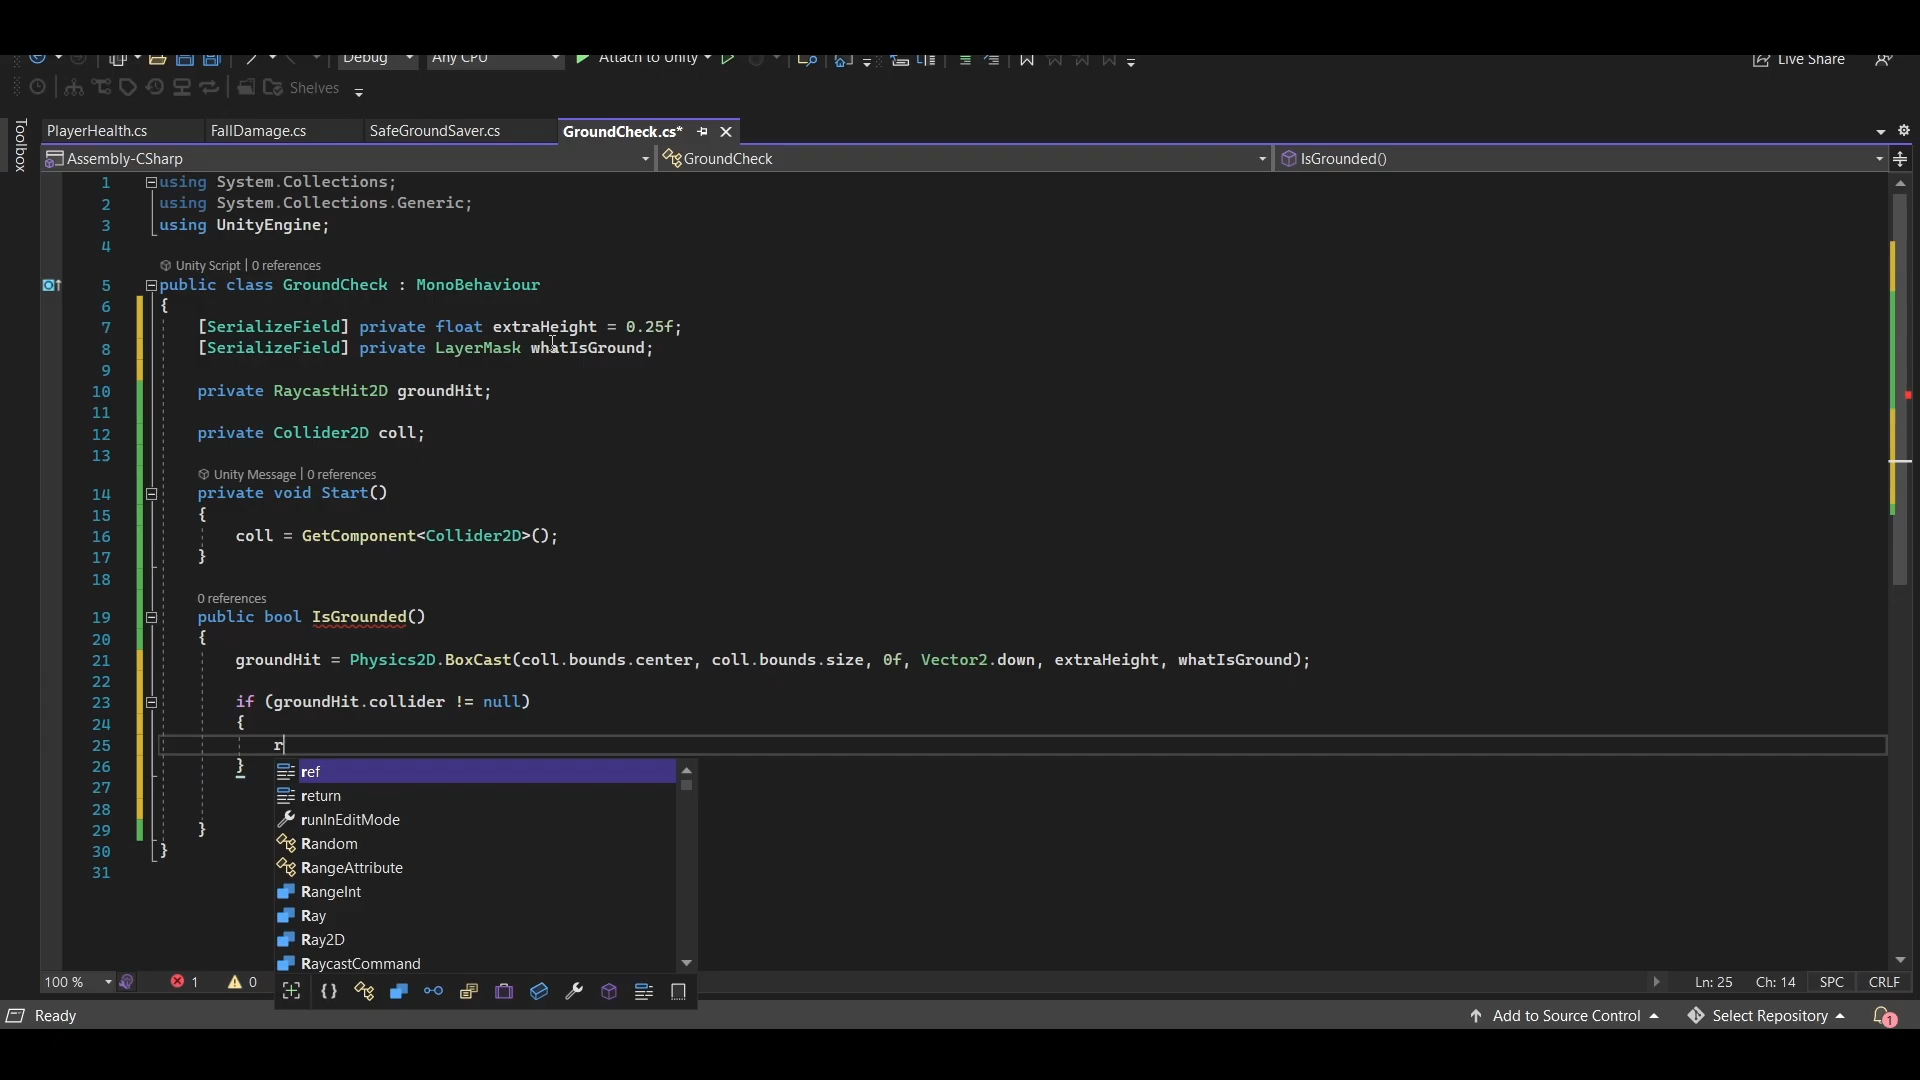 Debug Any CPU Attach to Unity Live Share
Shelves
Toolbox
PlayerHealth.cs FallDamage.cs SafeGroundSaver.cs GroundCheck.cs*
Assembly-CSharp GroundCheck IsGrounded()
1 using System.Collections;
2 using System.Collections.Generic;
3 using UnityEngine;
4
Unity Script | 0 references
5 public class GroundCheck : MonoBehaviour
6 {
7 [SerializeField] private float extraHeight = 0.25f;
8 [SerializeField] private LayerMask whatIsGround;
9
10 private RaycastHit2D groundHit;
11
12 private Collider2D coll;
13
Unity Message | 0 references
14 private void Start()
15 {
16 coll = GetComponent<Collider2D>();
17 }
18
0 references
19 public bool IsGrounded()
20 {
21 groundHit = Physics2D.BoxCast(coll.bounds.center, coll.bounds.size, 0f, Vector2.down, extraHeight, whatIsGround);
22
23 if (groundHit.collider != null)
24 {
25 r
26 }
27
28
29 }
30 }
31
ref
return
runInEditMode
Random
RangeAttribute
RangeInt
Ray
Ray2D
RaycastCommand
100 % 1 0 Ln: 25 Ch: 14 SPC CRLF
Ready Add to Source Control Select Repository 1